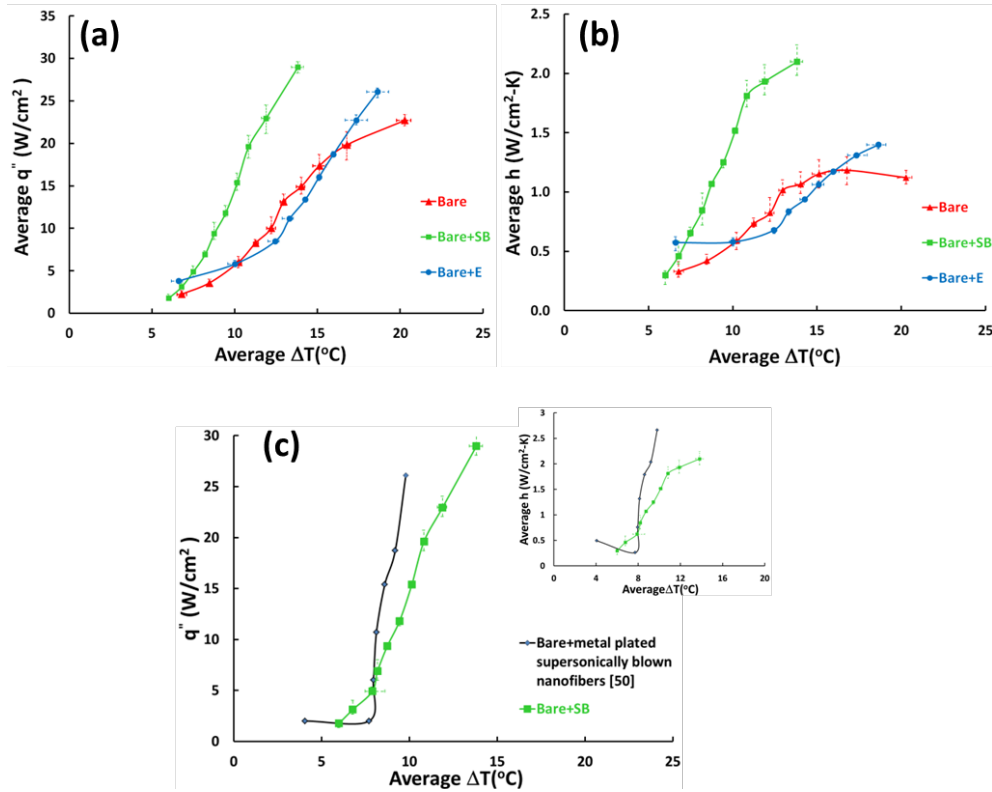 (a)
Average q" (W/cm²)
35
30
25
20
15
10
5
0
0 5 10 15 20 25
Average ΔT(°C)
Bare
Bare+SB
Bare+E
(b)
Average h (W/cm²-K)
2.5
2.0
1.5
1.0
0.5
0.0
0 5 10 15 20 25
Average ΔT(°C)
Bare
Bare+SB
Bare+E
(c)
q" (W/cm²)
30
25
20
15
10
5
0
0 5 10 15 20 25
Average ΔT(°C)
Average h (W/cm²-K)
3
2.5
2
1.5
1
0.5
0
0 4 8 12 16 20
AverageΔT(°C)
Bare+metal plated
supersonically blown
nanofibers [50]
Bare+SB